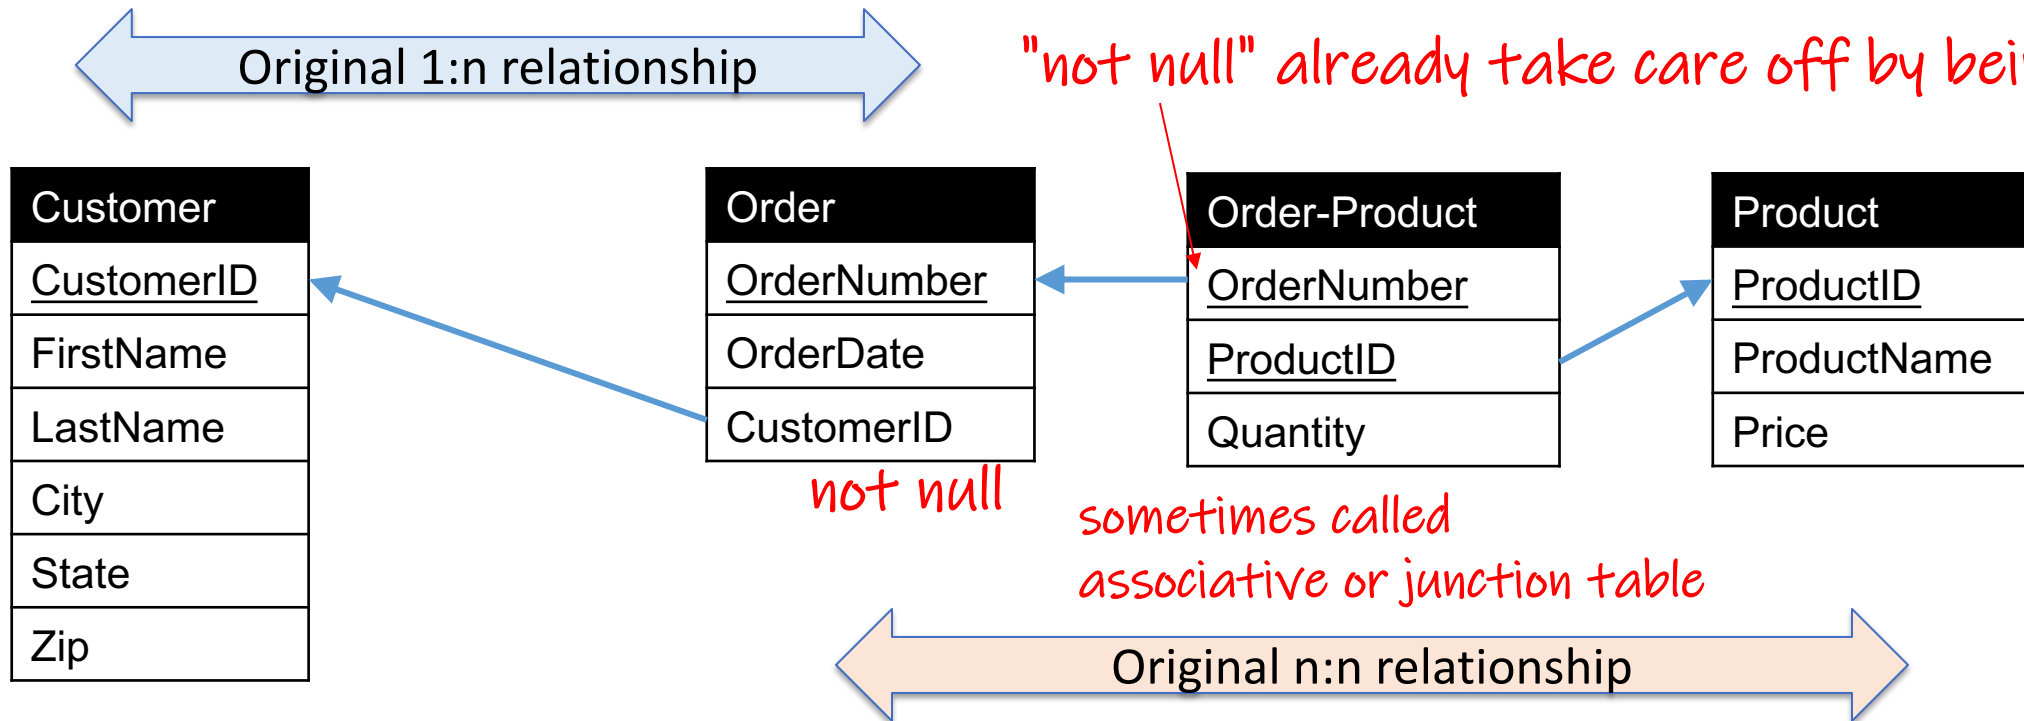 Original 1:n relationship
"not null" already take care off by bei
Customer
CustomerID
FirstName
LastName
City
State
Zip
Order
OrderNumber
OrderDate
CustomerID
not null
Order-Product
OrderNumber
ProductID
Quantity
sometimes called
associative or junction table
Product
ProductID
ProductName
Price
Original n:n relationship